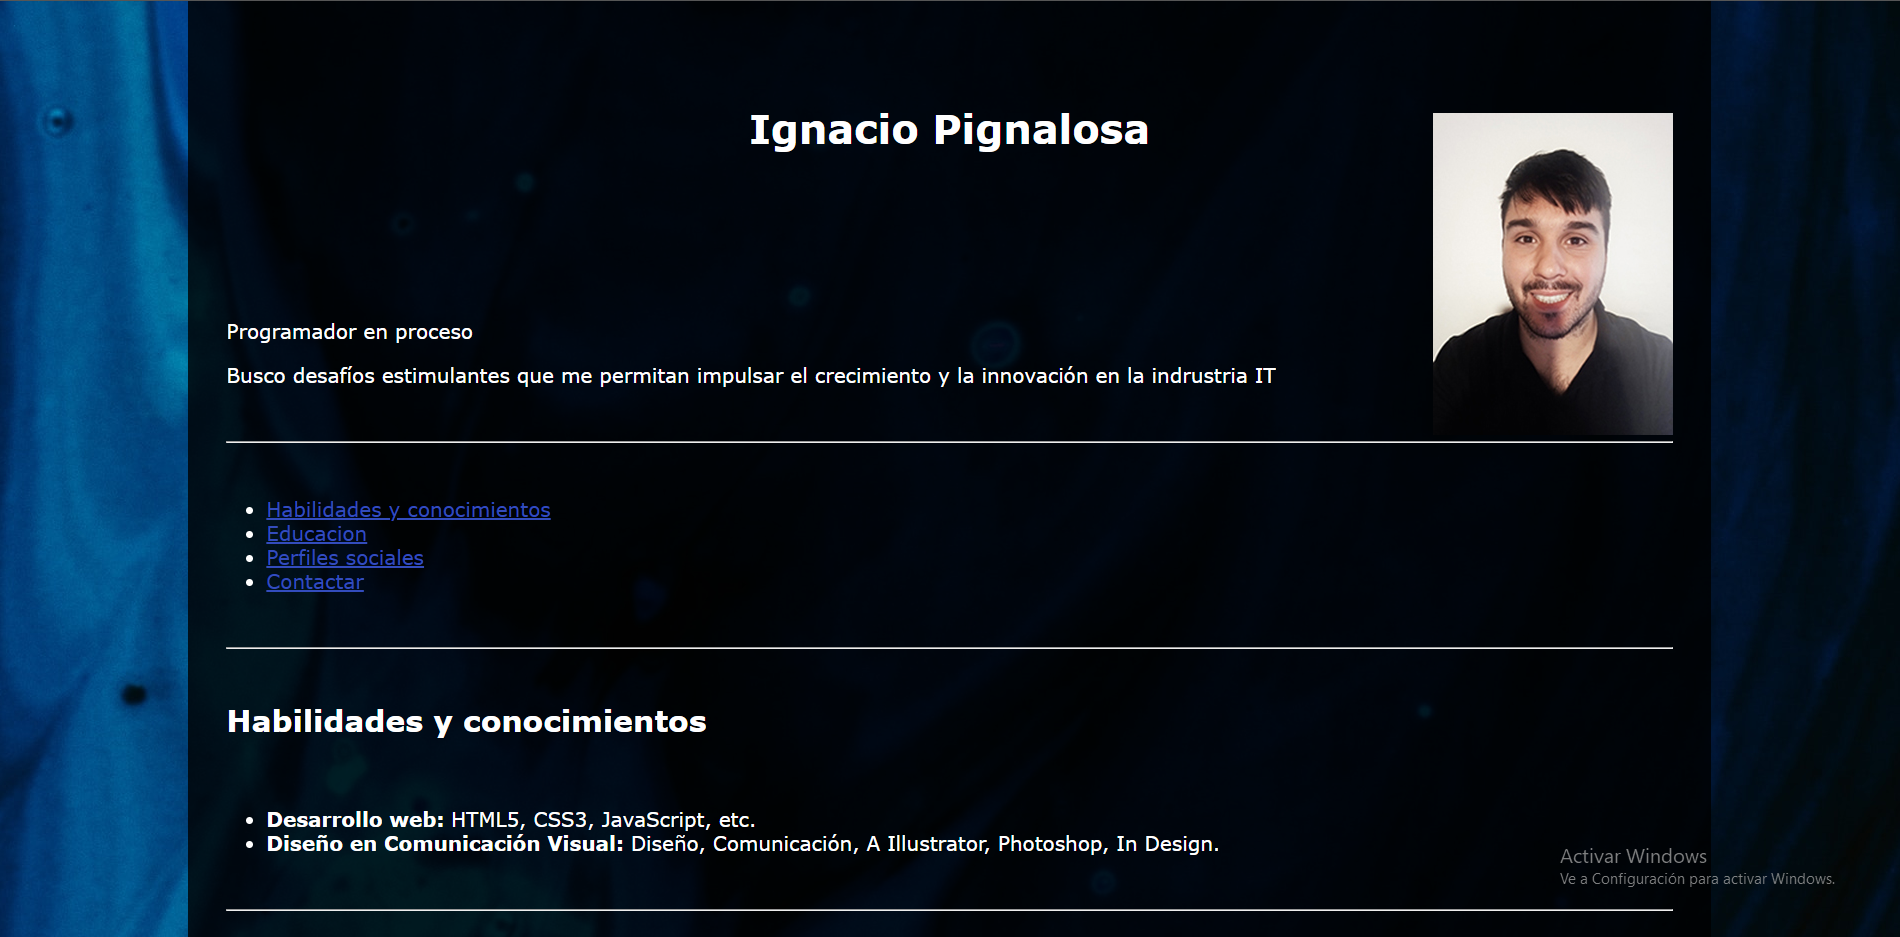 Ignacio Pignalosa
Programador en proceso
Busco desafíos estimulantes que me permitan impulsar el crecimiento y la innovación en la indrustria IT
Habilidades y conocimientos
Educacion
Perfiles sociales
Contactar
Habilidades y conocimientos
Desarrollo web: HTML5, CSS3, JavaScript, etc.
Diseño en Comunicación Visual: Diseño, Comunicación, A Illustrator, Photoshop, In Design.
Activar Windows
Ve a Configuración para activar Windows.